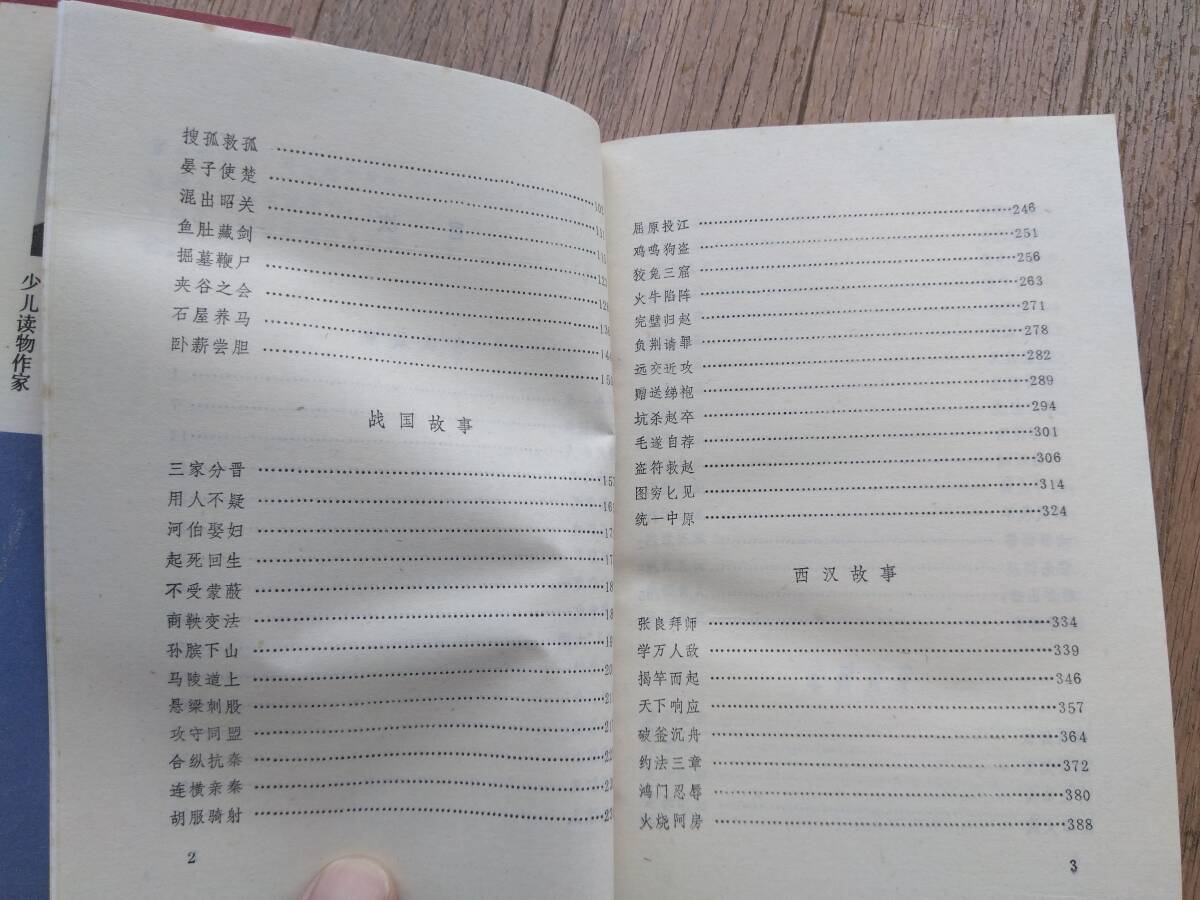 少儿读物作家
搜孤救孤
晏子使楚
混出昭关
鱼肚藏剑
掘墓鞭尸
夹谷之会
石屋养马
卧薪尝胆
战国故事
三家分晋
用人不疑
河伯娶妇
起死回生
不受蒙蔽
商鞅变法
孙膑下山
马陵道上
悬梁刺股
攻守同盟
合纵抗秦
连横亲秦
胡服骑射
2
屈原投江 246
鸡鸣狗盗 251
狡兔三窟 256
火牛陷阵 263
完璧归赵 271
负荆请罪 278
远交近攻 282
赠送绨袍 289
坑杀赵卒 294
毛遂自荐 301
盗符救赵 306
图穷匕见 314
统一中原 324
西汉故事
张良拜师 334
学万人敌 339
揭竿而起 346
天下响应 357
破釜沉舟 364
约法三章 372
鸿门忍辱 380
火烧阿房 388
3